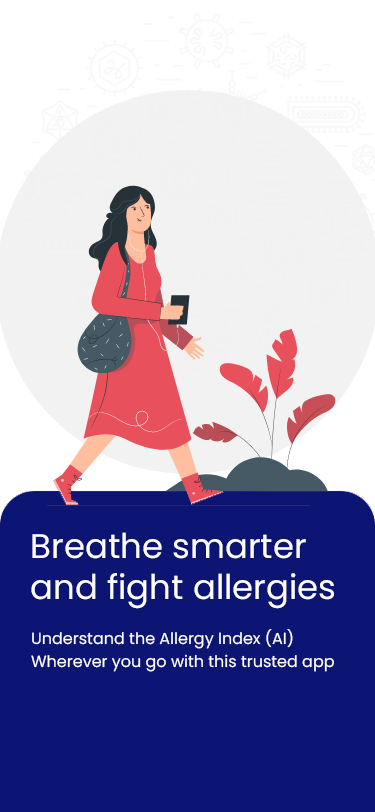 Breathe smarter
and fight allergies
Understand the Allergy Index (AI)
Wherever you go with this trusted app